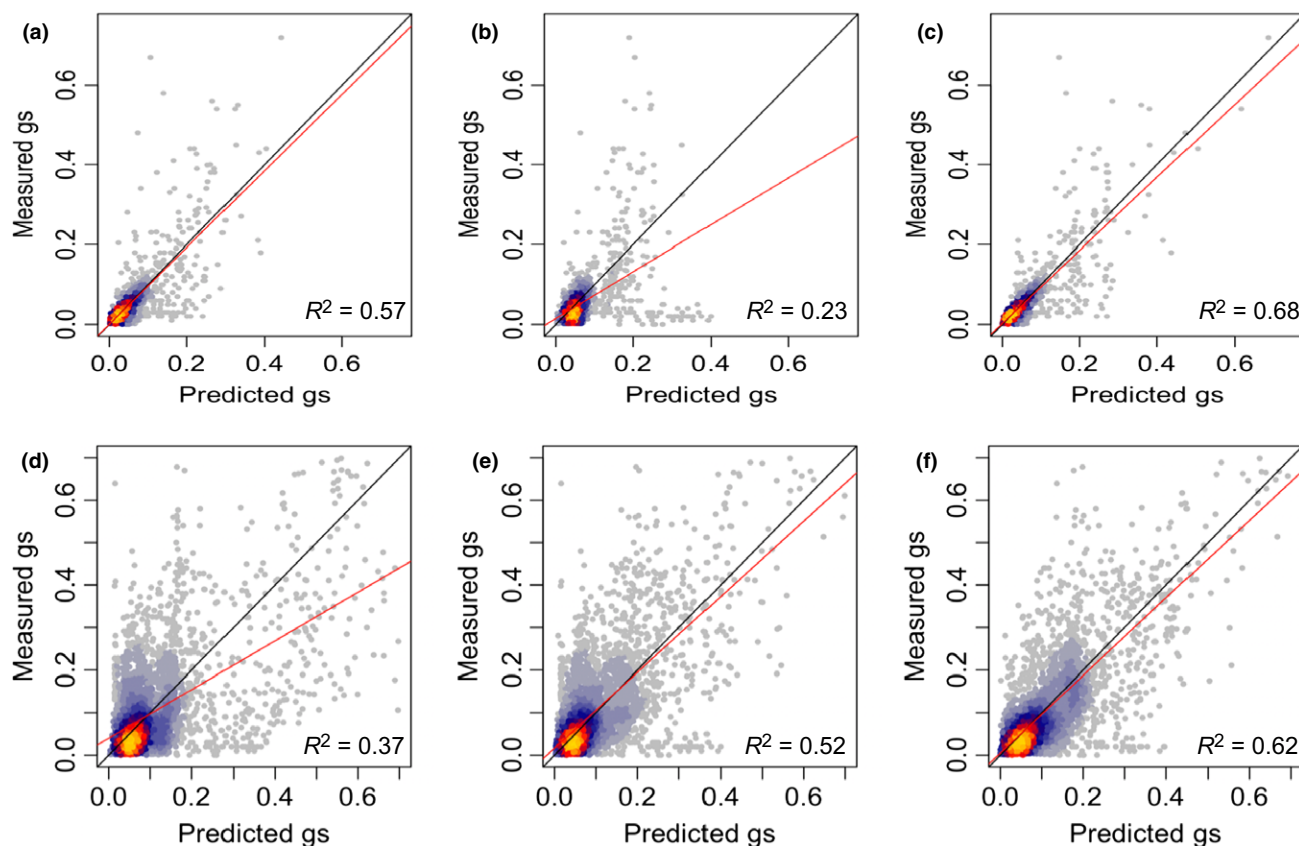 (a)
Measured gs
0.0 0.2 0.4 0.6
R² = 0.57
0.0 0.2 0.4 0.6
Predicted gs
(b)
Measured gs
0.0 0.2 0.4 0.6
R² = 0.23
0.0 0.2 0.4 0.6
Predicted gs
(c)
Measured gs
0.0 0.2 0.4 0.6
R² = 0.68
0.0 0.2 0.4 0.6
Predicted gs
(d)
Measured gs
0.0 0.2 0.4 0.6
R² = 0.37
0.0 0.2 0.4 0.6
Predicted gs
(e)
Measured gs
0.0 0.2 0.4 0.6
R² = 0.52
0.0 0.2 0.4 0.6
Predicted gs
(f)
Measured gs
0.0 0.2 0.4 0.6
R² = 0.62
0.0 0.2 0.4 0.6
Predicted gs